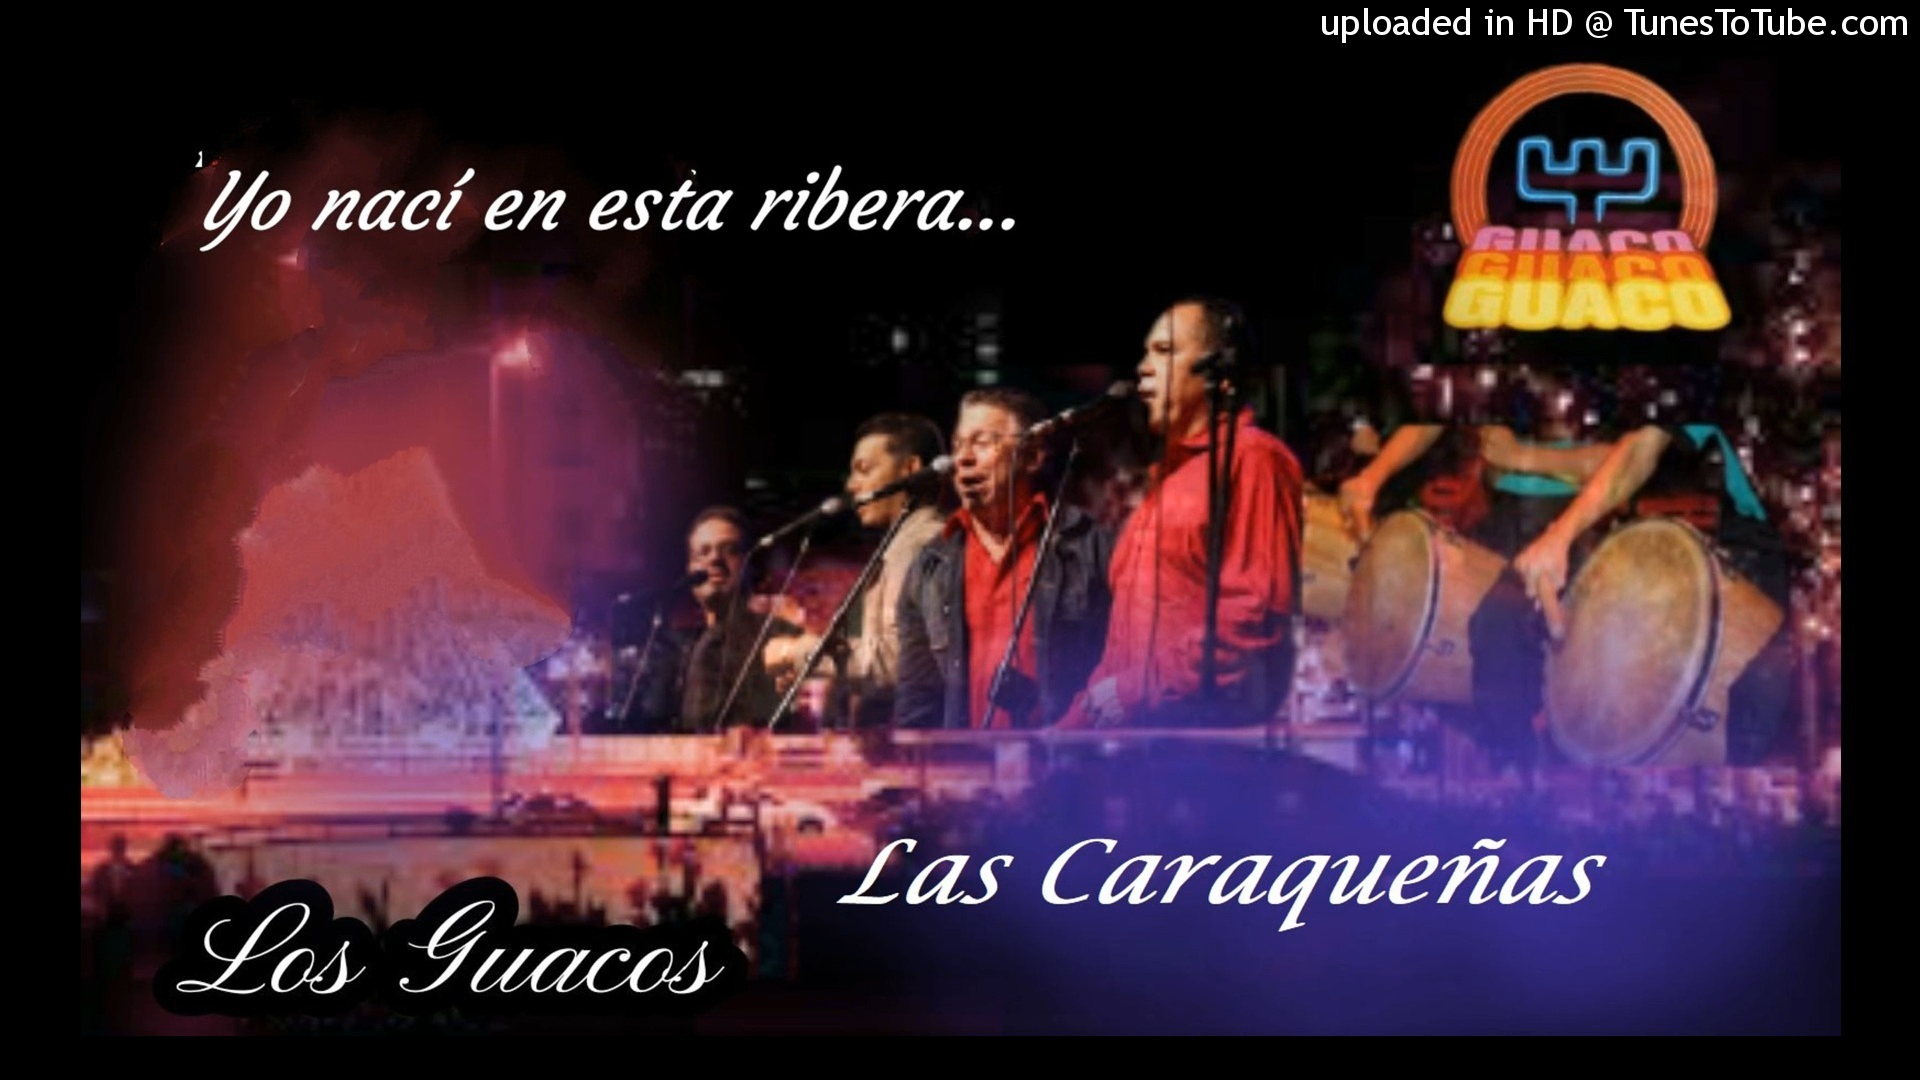 uploaded in HD @ TunesToTube.com
Yo nací en esta ribera...
GUACO
GUACO
GUACO
Las Caraqueñas
Los Guacos